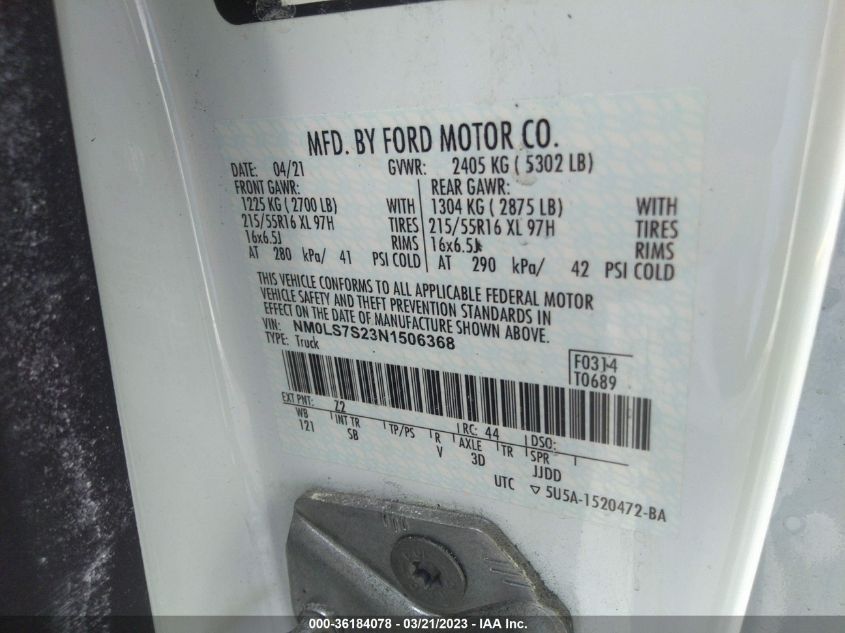 MFD. BY FORD MOTOR CO.
DATE: 04/21 GVWR: 2405 KG ( 5302 LB)
FRONT GAWR: REAR GAWR:
1225 KG ( 2700 LB) WITH 1304 KG ( 2875 LB) WITH
215/55R16 XL 97H TIRES 215/55R16 XL 97H TIRES
16x6.5J RIMS 16x6.5J RIMS
AT 280 kPa/ 41 PSI COLD AT 290 kPa/ 42 PSI COLD
THIS VEHICLE CONFORMS TO ALL APPLICABLE FEDERAL MOTOR
VEHICLE SAFETY AND THEFT PREVENTION STANDARDS IN
EFFECT ON THE DATE OF MANUFACTURE SHOWN ABOVE.
VIN: NM0LS7S23N1506368
TYPE: Truck
F0314
T0689
EXT PNT: Z2 RC: 44 DSO:
WB INT TR TP/PS R AXLE TR SPR
121 SB V 3D JJDD
UTC ▽ 5U5A-1520472-BA
000-36184078 / 03/21/2023 / IAA Inc.